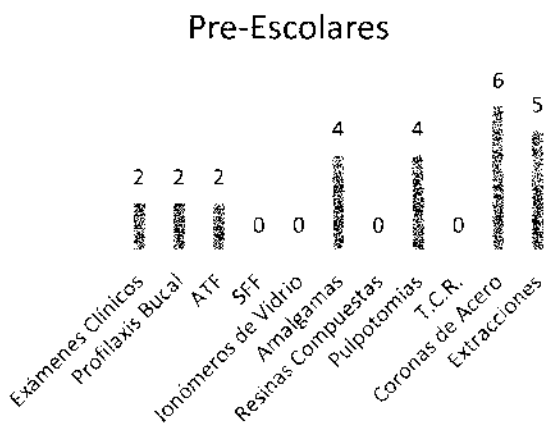 Pre-Escolares
6
5
4
4
2
2
2
0
0
0
0
Exámenes Clínicos
Profilaxis Bucal
ATF
SFF
Ionómeros de Vidrio
Amalgamas
Resinas Compuestas
Pulpotomias
T.C.R.
Coronas de Acero
Extracciones